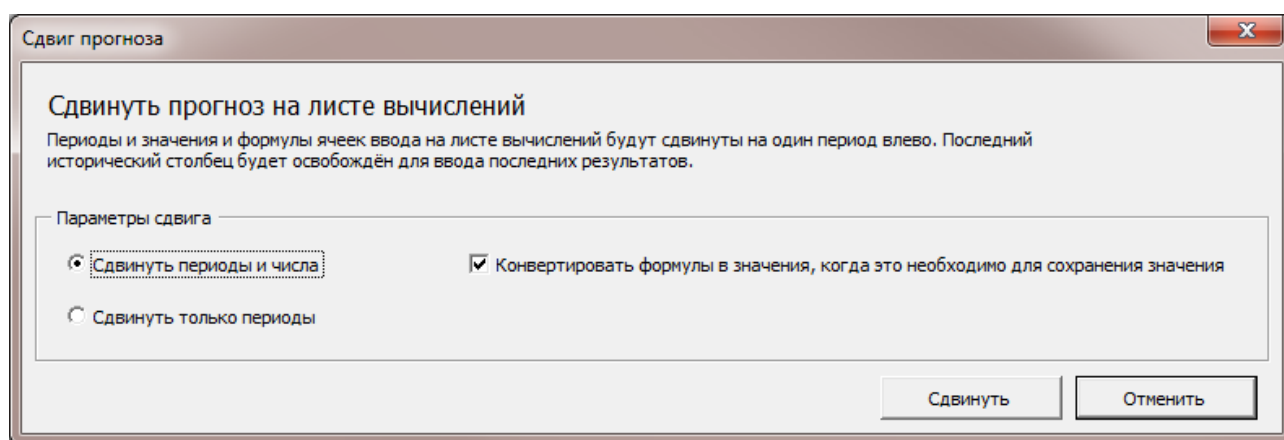 Сдвиг прогноза
Сдвинуть прогноз на листе вычислений
Периоды и значения и формулы ячеек ввода на листе вычислений будут сдвинуты на один период влево. Последний
исторический столбец будет освобождён для ввода последних результатов.
Параметры сдвига
Сдвинуть периоды и числа
Конвертировать формулы в значения, когда это необходимо для сохранения значения
Сдвинуть только периоды
Сдвинуть
Отменить